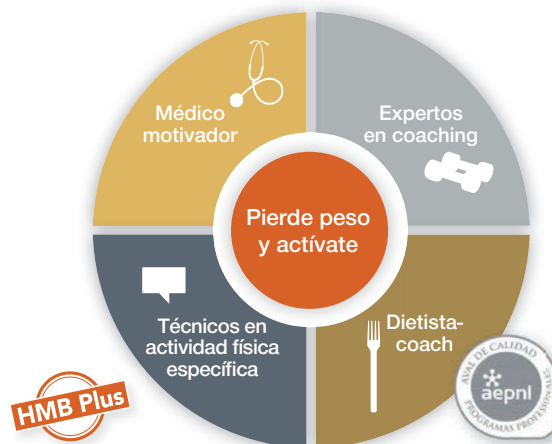 Médico
motivador
Expertos
en coaching
Pierde peso
y actívate
Técnicos en
actividad física
específica
Dietista-
coach
HMB Plus
AVAL DE CALIDAD
aepnl
PROGRAMAS PROFESIONALES